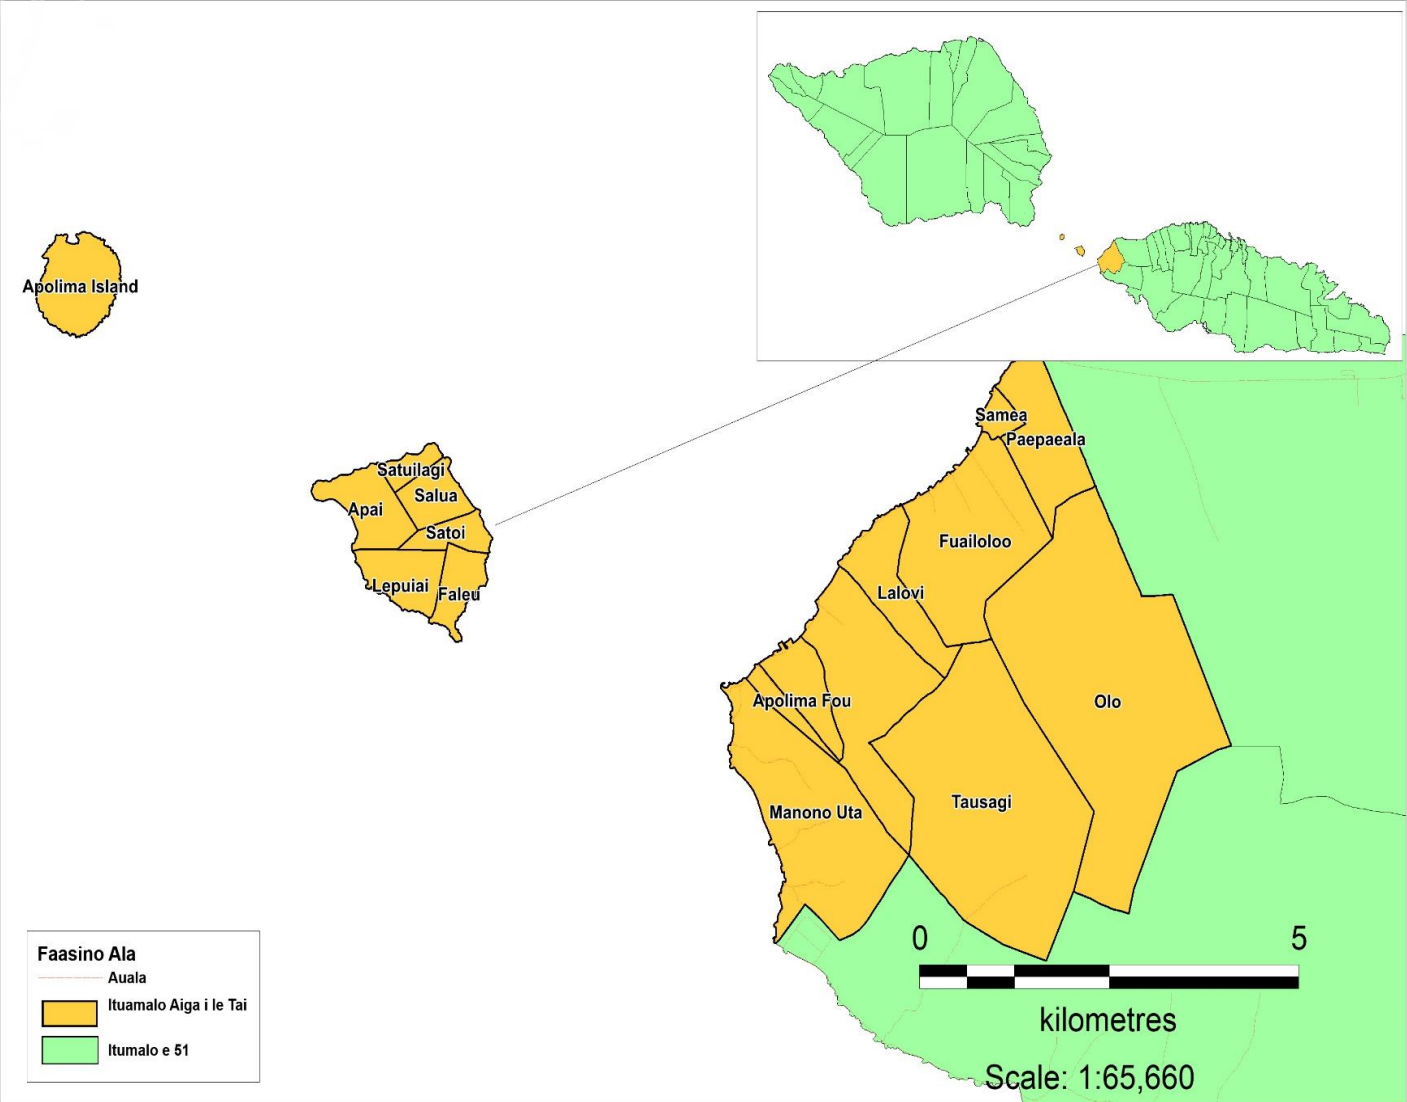 Apolima Island
Samea
Paepaeala
Satuilagi
Salua
Apai
Satoi
Fuailoloo
Lepuiai
Faleu
Lalovi
Apolima Fou
Olo
Tausagi
Manono Uta
Faasino Ala
Auala
Ituamalo Aiga i le Tai
Itumalo e 51
0 5
kilometres
Scale: 1:65,660